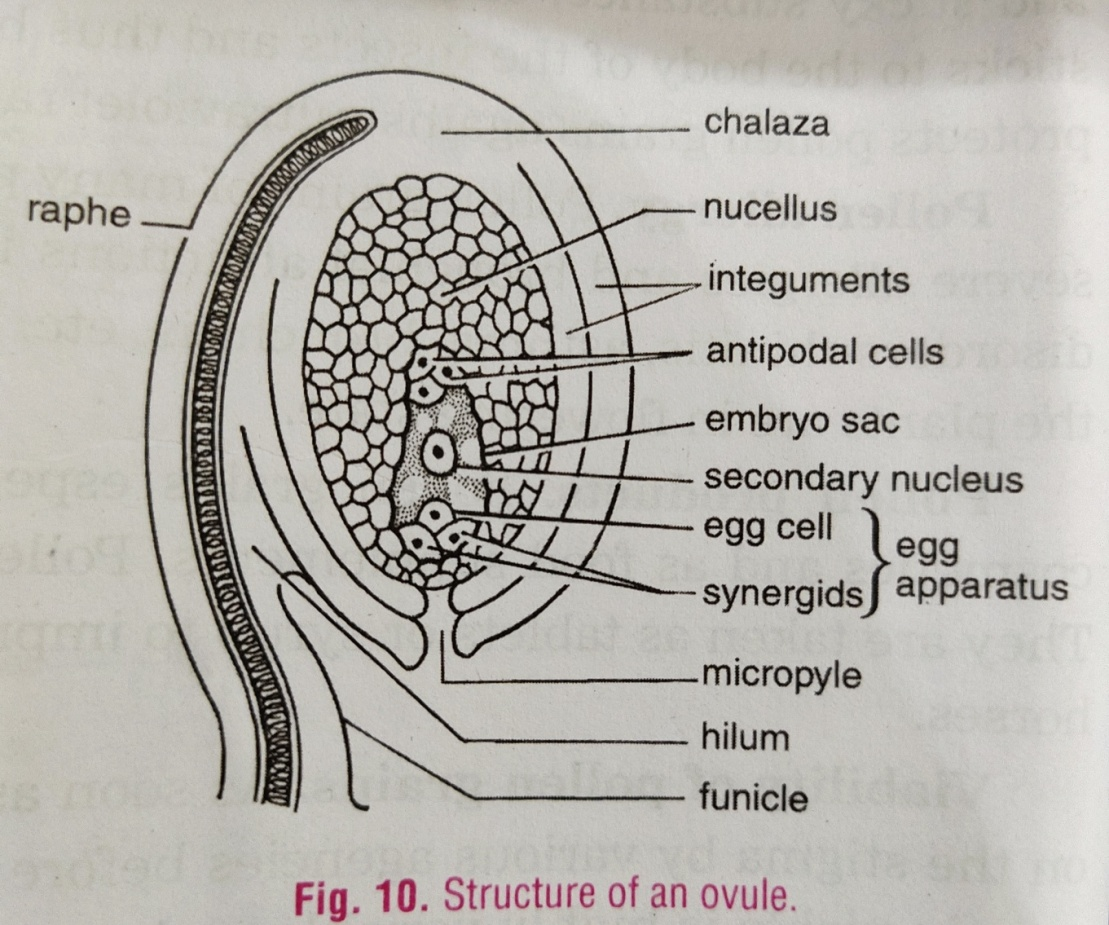 chalaza
raphe
nucellus
integuments
antipodal cells
embryo sac
secondary nucleus
egg cell
egg
apparatus
synergids
micropyle
hilum
funicle
Fig. 10. Structure of an ovule.